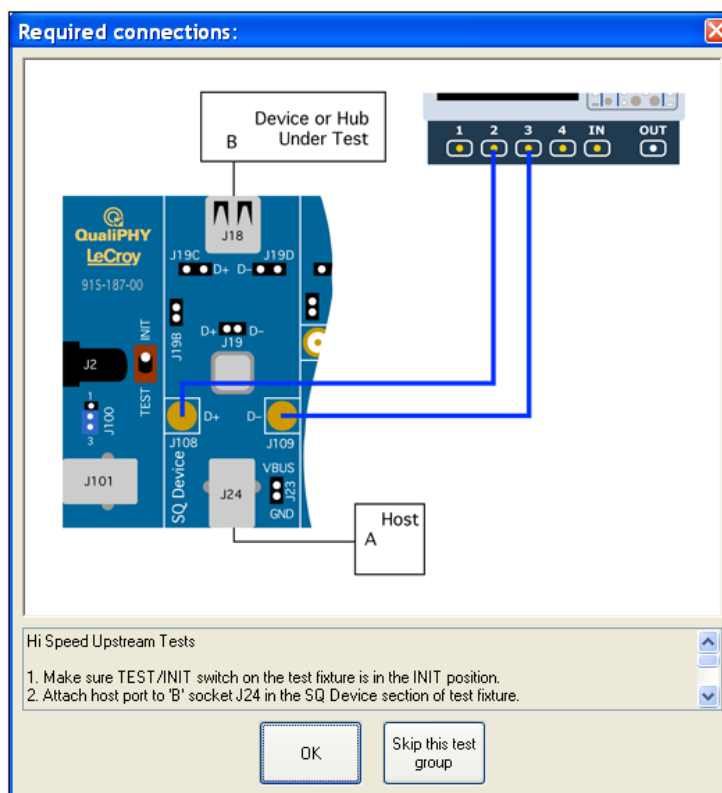 Required connections:
Device or Hub
Under Test
B
1 2 3 4 IN OUT
QualiPHY
LeCroy
915-187-00
J18
J19C
D+
D-
J19D
J19B
D+
D-
J19
INIT
TEST
J2
1
J100
3
D+
D-
J108
J109
J101
SQ Device
J24
VBUS
J23
GND
Host
A
Hi Speed Upstream Tests
1. Make sure TEST/INIT switch on the test fixture is in the INIT position.
2. Attach host port to 'B' socket J24 in the SQ Device section of test fixture.
OK
Skip this test
group